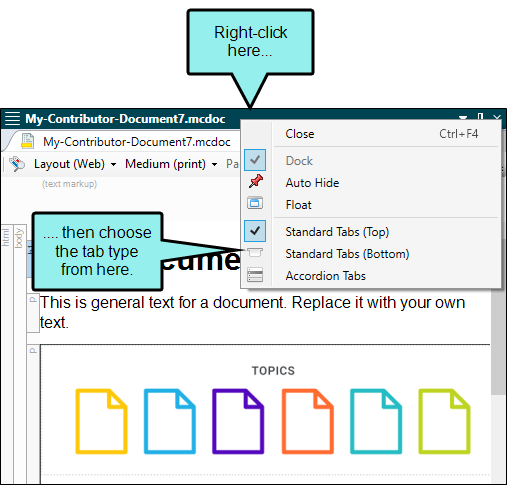 Right-click
here...
My-Contributor-Document7.mcdoc
My-Contributor-Document7.mcdoc
Layout (Web) Medium (print) Pa
(text markup)
Close Ctrl+F4
Dock
Auto Hide
Float
Standard Tabs (Top)
Standard Tabs (Bottom)
Accordion Tabs
html
body
.... then choose
the tab type
from here.
cume
p
This is general text for a document. Replace it with your own
text.
p
TOPICS